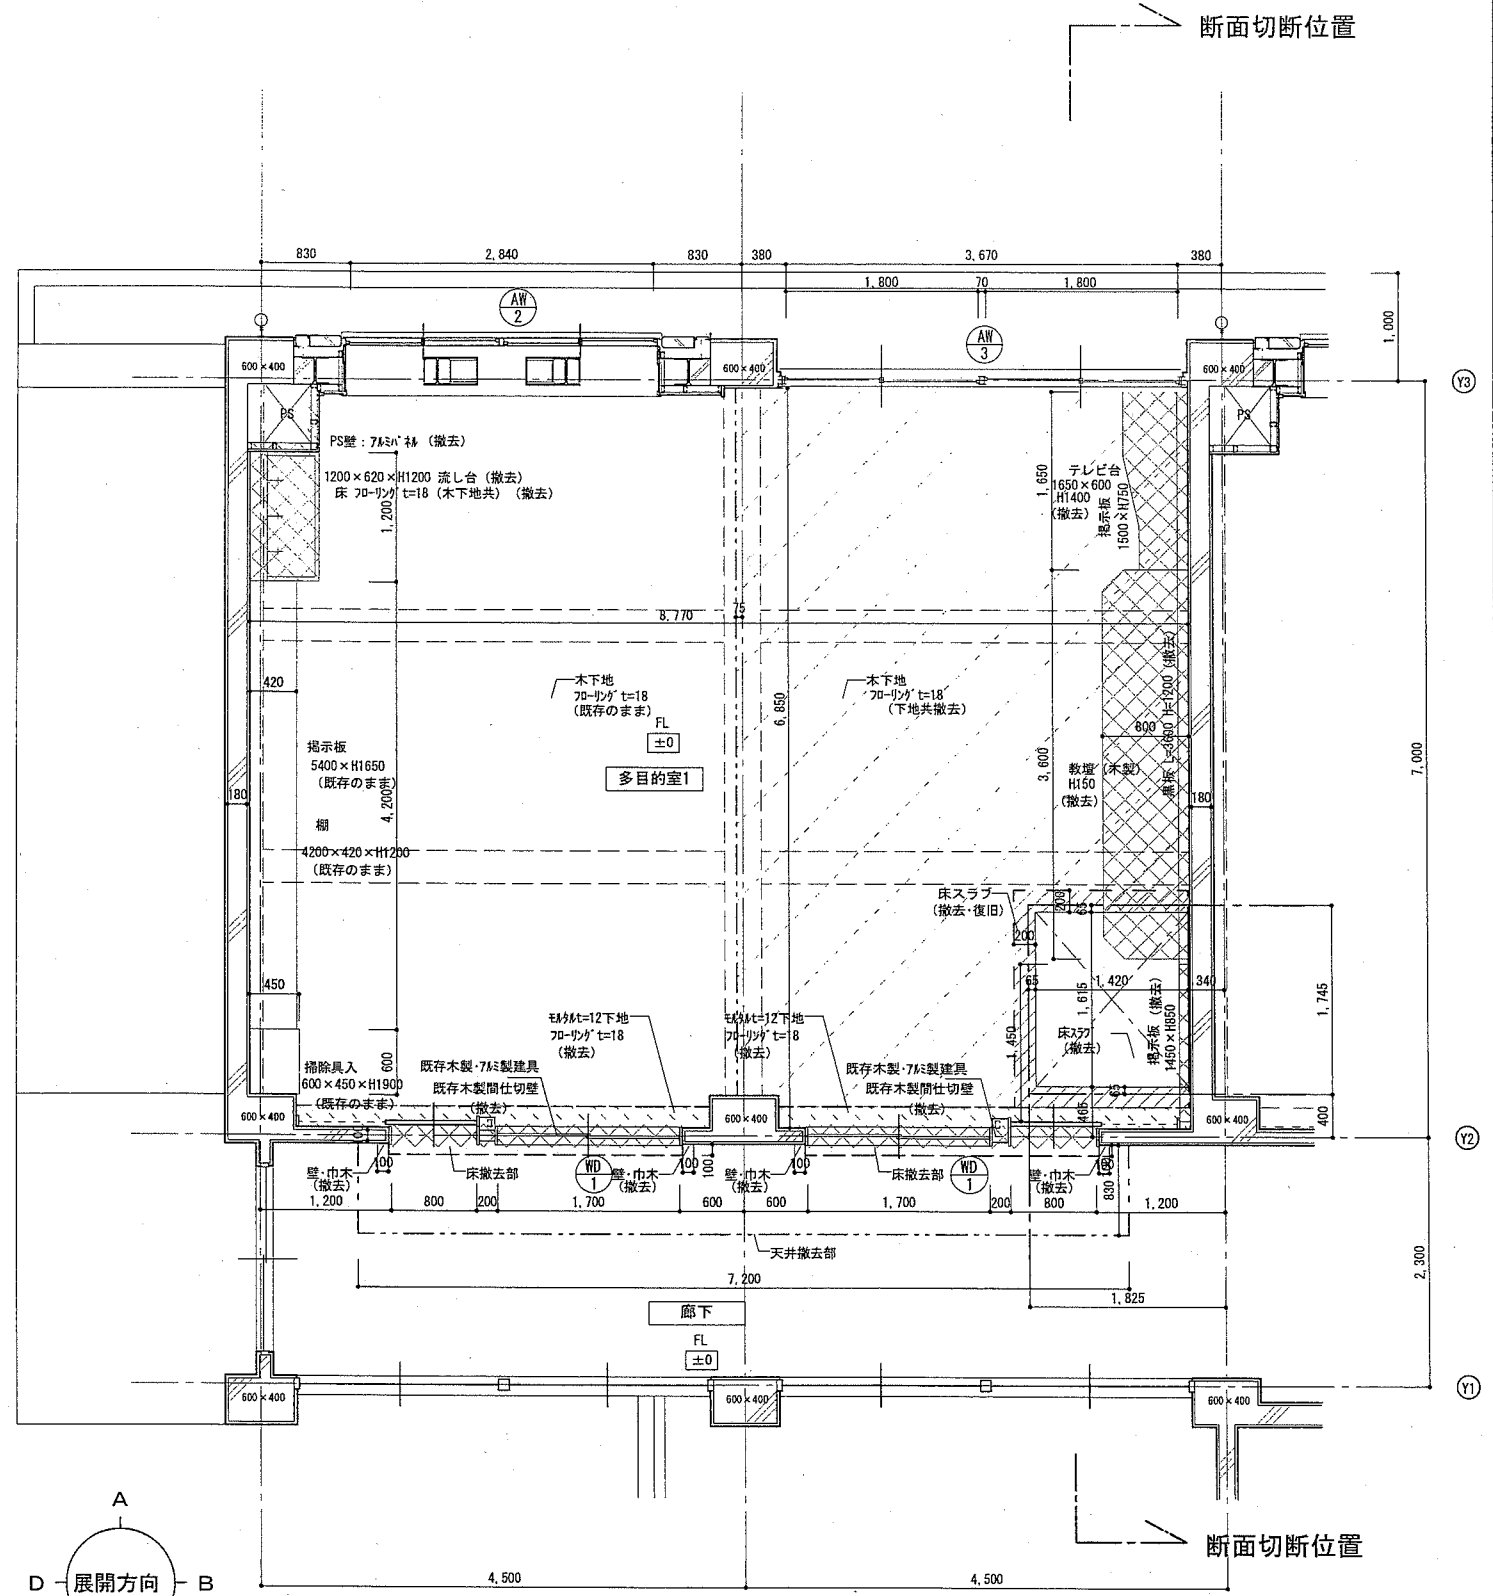 断面切断位置
830
2,840
830
380
3,670
380
1,800
70
1,800
1,000
AW
2
AW
3
600×400
600×400
600×400
Y3
PS
PS
PS壁：アルミパネル（撤去）
1200×620×H1200 流し台（撤去）
床 フローリングt=18（木下地共）（撤去）
1,200
1,650
テレビ台
1650×600
H1400
（撤去）
掲示板
1500×H750
75
8,770
420
木下地
フローリングt=18
（既存のまま）
木下地
フローリングt=18
（下地共撤去）
FL
±0
6,850
多目的室1
黒板 L=3600 H=1200（撤去）
800
3,600
7,000
掲示板
5400×H1650
（既存のまま）
教壇（木製）
H150
（撤去）
180
180
4,200
棚
4200×420×H1200
（既存のまま）
床スラブ
（撤去・復旧）
200
65
200
450
65
1,420
340
1,615
1,745
掲示板（撤去）
1450×H850
モルタルt=12下地
フローリングt=18
（撤去）
モルタルt=12下地
フローリングt=18
（撤去）
1,450
床スラブ
（撤去）
600
掃除具入
600×450×H1900
（既存のまま）
既存木製・アルミ製建具
既存木製間仕切壁
（撤去）
既存木製・アルミ製建具
既存木製間仕切壁
（撤去）
65
465
400
600×400
600×400
600×400
Y2
100
100
100
100
100
壁・巾木
（撤去）
床撤去部
WD
1
壁・巾木
（撤去）
壁・巾木
（撤去）
床撤去部
WD
1
壁・巾木
（撤去）
830
1,200
800
200
1,700
600
600
1,700
200
800
1,200
天井撤去部
2,300
7,200
1,825
廊下
FL
±0
600×400
600×400
600×400
Y1
A
D
展開方向
B
断面切断位置
4,500
4,500